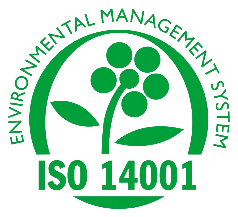 ENVIRONMENTAL MANAGEMENT SYSTEM
ISO 14001